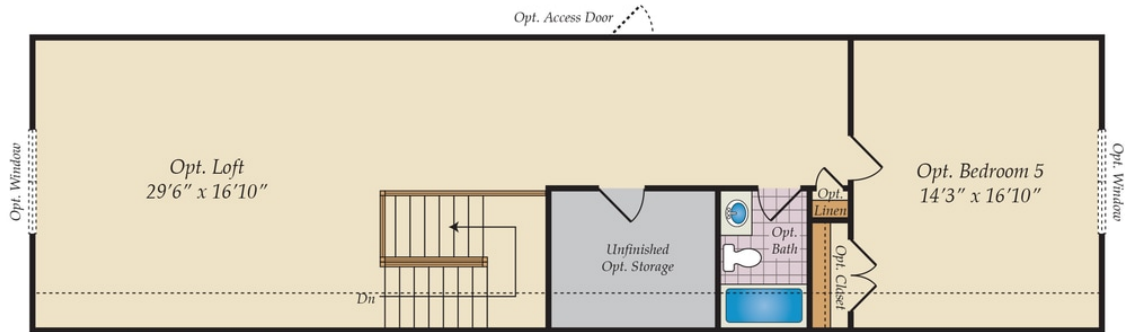 Opt. Access Door
Opt. Window
Opt. Loft
29'6" x 16'10"
Opt. Bedroom 5
14'3" x 16'10"
Opt. Window
Opt.
Linen
Opt.
Bath
Unfinished
Opt. Storage
Opt. Closet
Dn